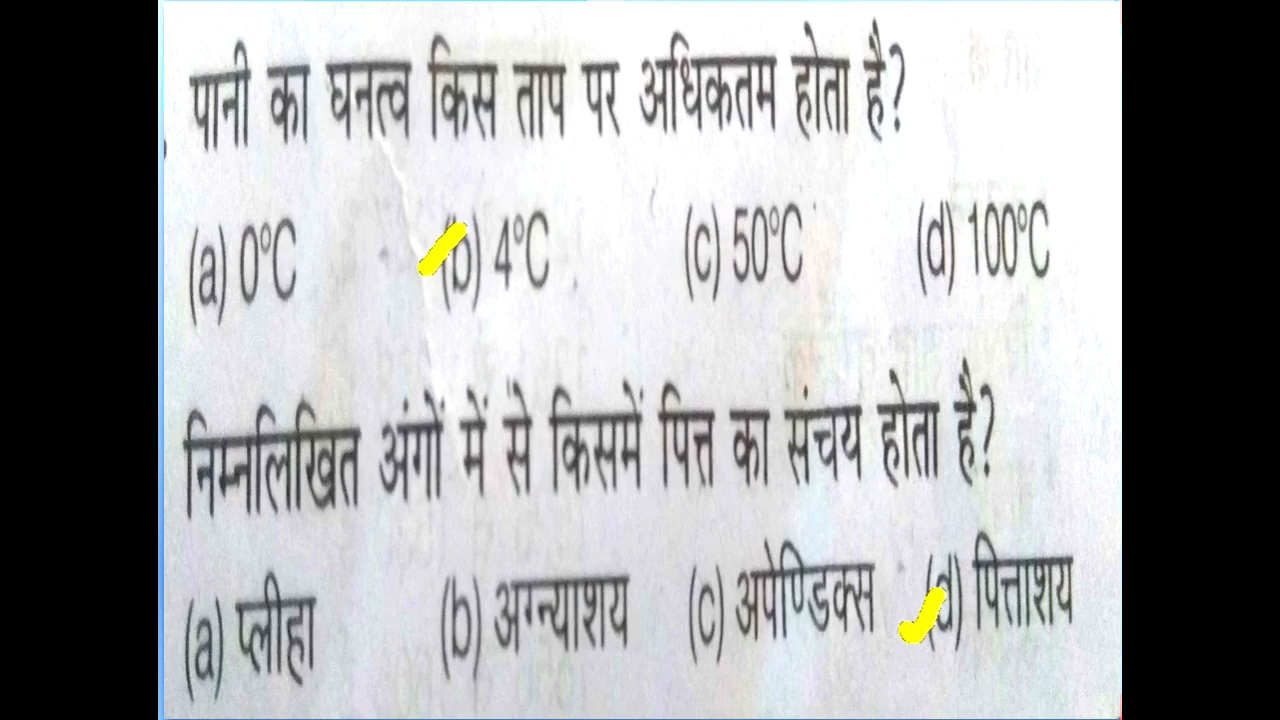 पानी का घनत्व किस ताप पर अधिकतम होता है?
(a) 0°C (b) 4°C (c) 50°C (d) 100°C
निम्नलिखित अंगों में से किसमें पित्त का संचय होता है?
(a) प्लीहा (b) अग्न्याशय (c) अपेण्डिक्स (d) पित्ताशय